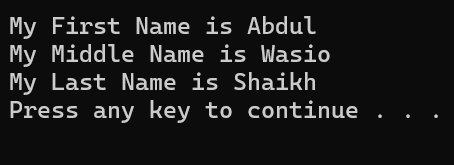 My First Name is Abdul
My Middle Name is Wasio
My Last Name is Shaikh
Press any key to continue . . .